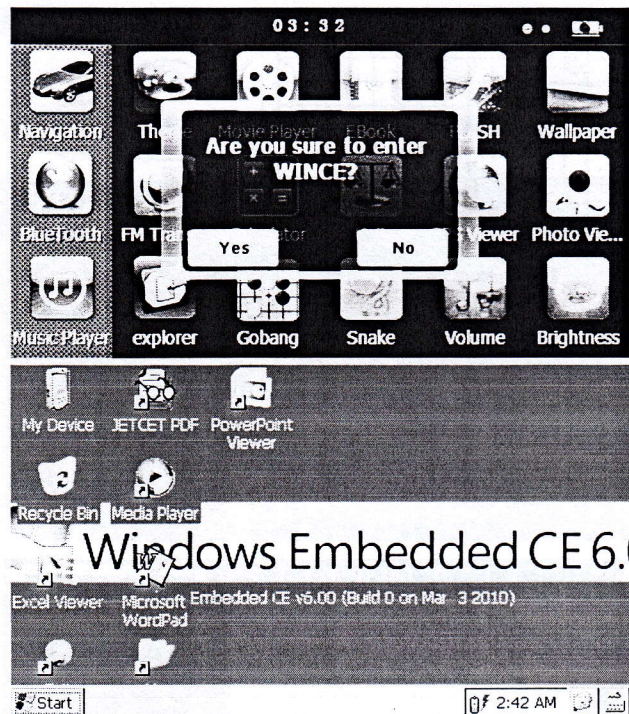 03:32
Navigation Movie Player EBook Wallpaper
Are you sure to enter
WINCE?
BlueTooth FM Viewer Photo Vie...
Yes No
Music Player explorer Gobang Snake Volume Brightness
My Device JETCET PDF PowerPoint
Viewer
Recycle Bin Media Player
Windows Embedded CE 6.
Excel Viewer Microsoft
WordPad
Embedded CE v6.00 (Build 0 on Mar 3 2010)
Start 2:42 AM